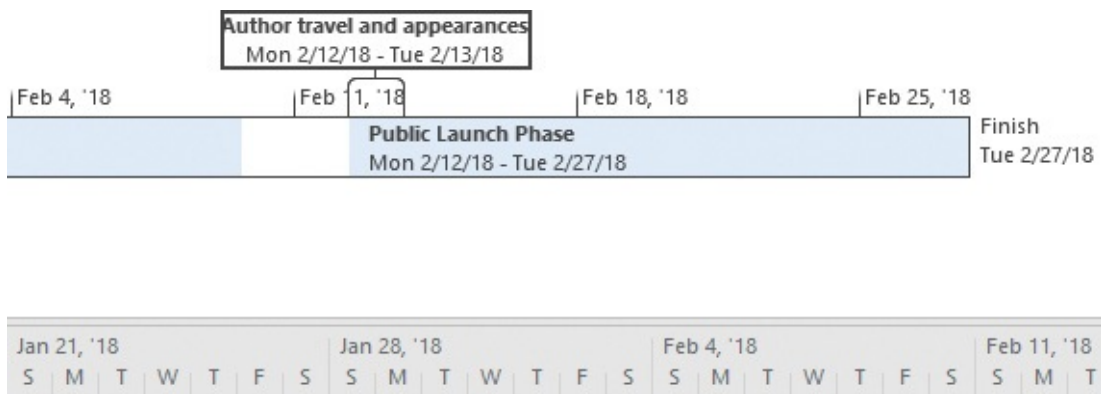 Author travel and appearances
Mon 2/12/18 - Tue 2/13/18
Feb 4, '18 Feb 11, '18 Feb 18, '18 Feb 25, '18
Public Launch Phase
Mon 2/12/18 - Tue 2/27/18
Finish
Tue 2/27/18
Jan 21, '18 Jan 28, '18 Feb 4, '18 Feb 11, '18
S M T W T F S S M T W T F S S M T W T F S S M T